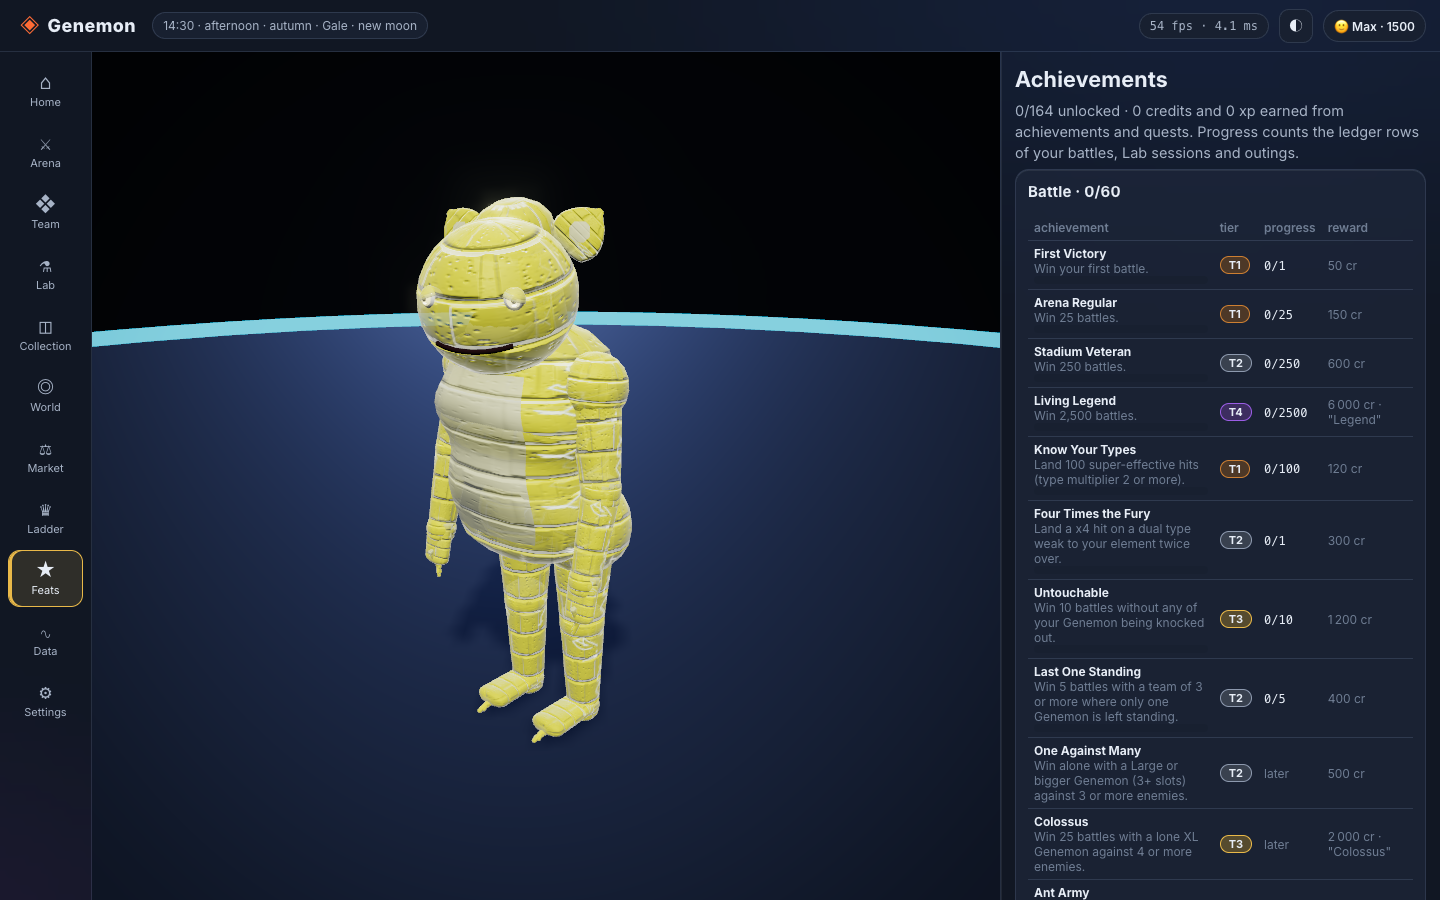 Genemon
14:30 · afternoon · autumn · Gale · new moon
54 fps · 4.1 ms
Max · 1500
Home
Arena
Team
Lab
Collection
World
Market
Ladder
Feats
Data
Settings
Achievements
0/164 unlocked · 0 credits and 0 xp earned from
achievements and quests. Progress counts the ledger rows
of your battles, Lab sessions and outings.
Battle · 0/60
achievement tier progress reward
First Victory
Win your first battle.
T1 0/1 50 cr
Arena Regular
Win 25 battles.
T1 0/25 150 cr
Stadium Veteran
Win 250 battles.
T2 0/250 600 cr
Living Legend
Win 2,500 battles.
T4 0/2500 6 000 cr ·
"Legend"
Know Your Types
Land 100 super-effective hits
(type multiplier 2 or more).
T1 0/100 120 cr
Four Times the Fury
Land a x4 hit on a dual type
weak to your element twice
over.
T2 0/1 300 cr
Untouchable
Win 10 battles without any of
your Genemon being knocked
out.
T3 0/10 1 200 cr
Last One Standing
Win 5 battles with a team of 3
or more where only one
Genemon is left standing.
T2 0/5 400 cr
One Against Many
Win alone with a Large or
bigger Genemon (3+ slots)
against 3 or more enemies.
T2 later 500 cr
Colossus
Win 25 battles with a lone XL
Genemon against 4 or more
enemies.
T3 later 2 000 cr ·
"Colossus"
Ant Army